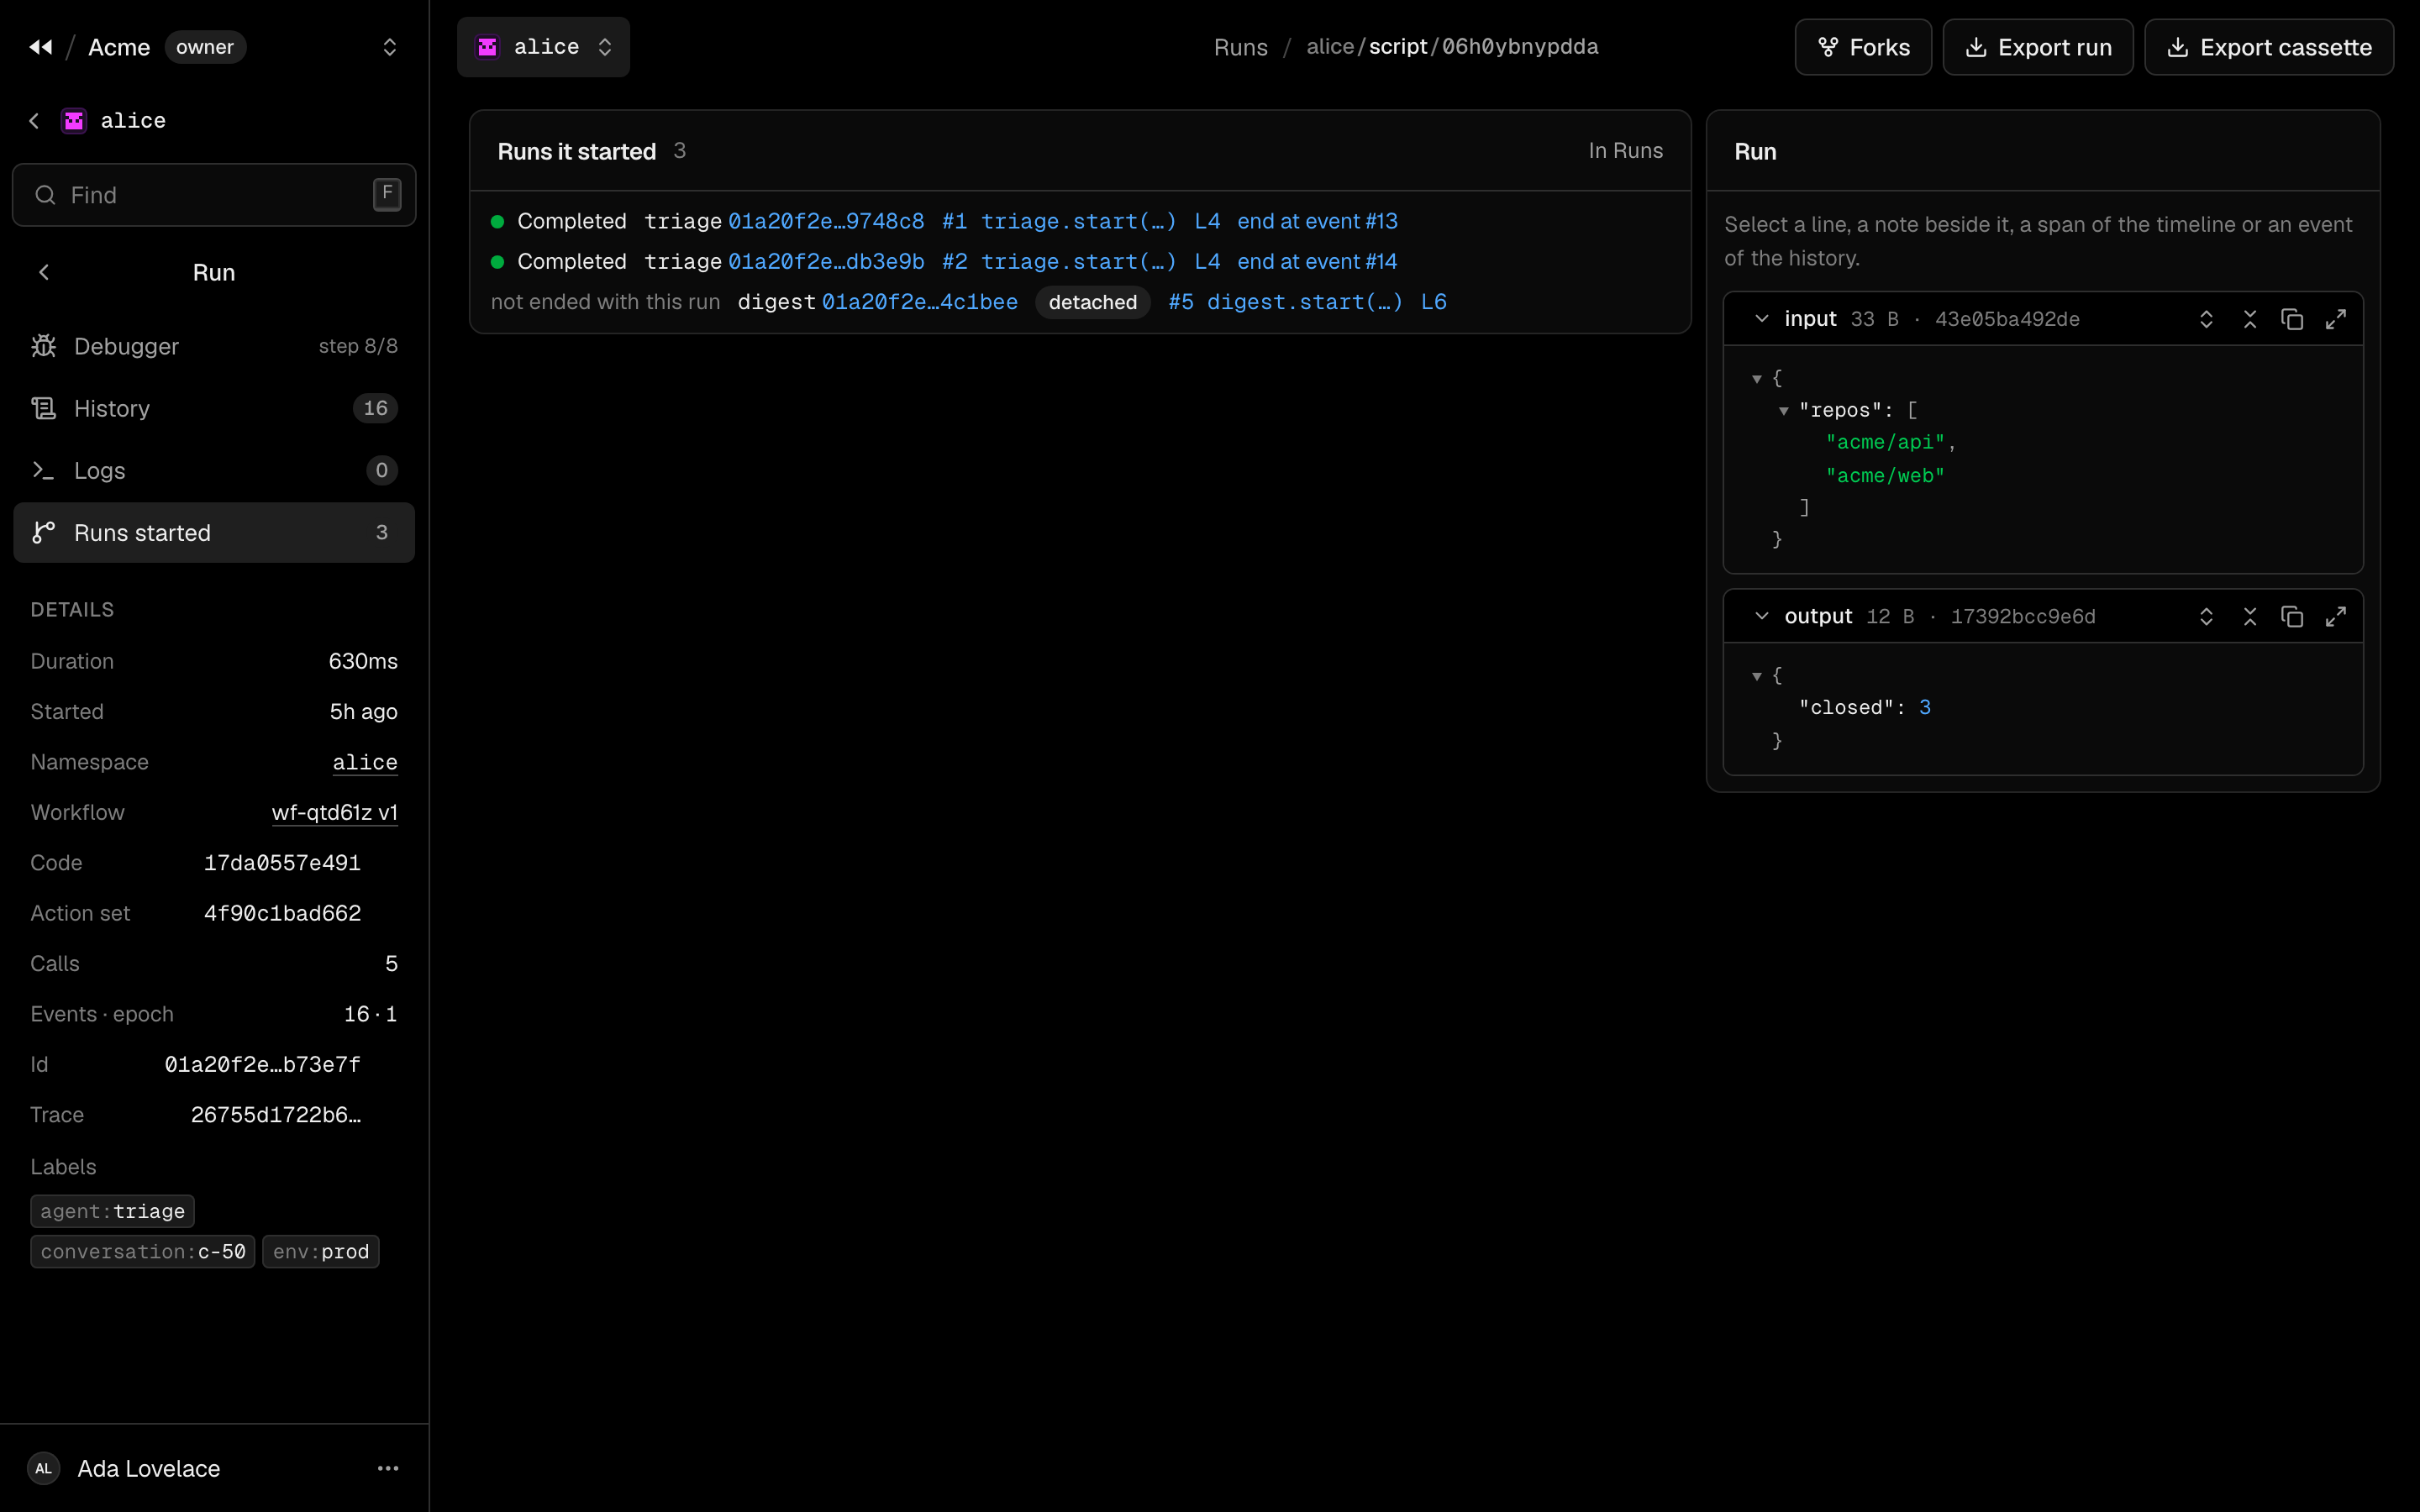 / Acme owner
alice
Find F
Run
Debugger step 8/8
History 16
Logs 0
Runs started 3
DETAILS
Duration 630ms
Started 5h ago
Namespace alice
Workflow wf-qtd61z v1
Code 17da0557e491
Action set 4f90c1bad662
Calls 5
Events · epoch 16 · 1
Id 01a20f2e…b73e7f
Trace 26755d1722b6…
Labels
agent:triage
conversation:c-50 env:prod
AL Ada Lovelace
alice
Runs / alice/script/06h0ybnypdda
Forks
Export run
Export cassette
Runs it started 3 In Runs
Completed triage 01a20f2e…9748c8 #1 triage.start(…) L4 end at event #13
Completed triage 01a20f2e…db3e9b #2 triage.start(…) L4 end at event #14
not ended with this run digest 01a20f2e…4c1bee detached #5 digest.start(…) L6
Run
Select a line, a note beside it, a span of the timeline or an event
of the history.
input 33 B · 43e05ba492de
{
"repos": [
"acme/api",
"acme/web"
]
}
output 12 B · 17392bcc9e6d
{
"closed": 3
}